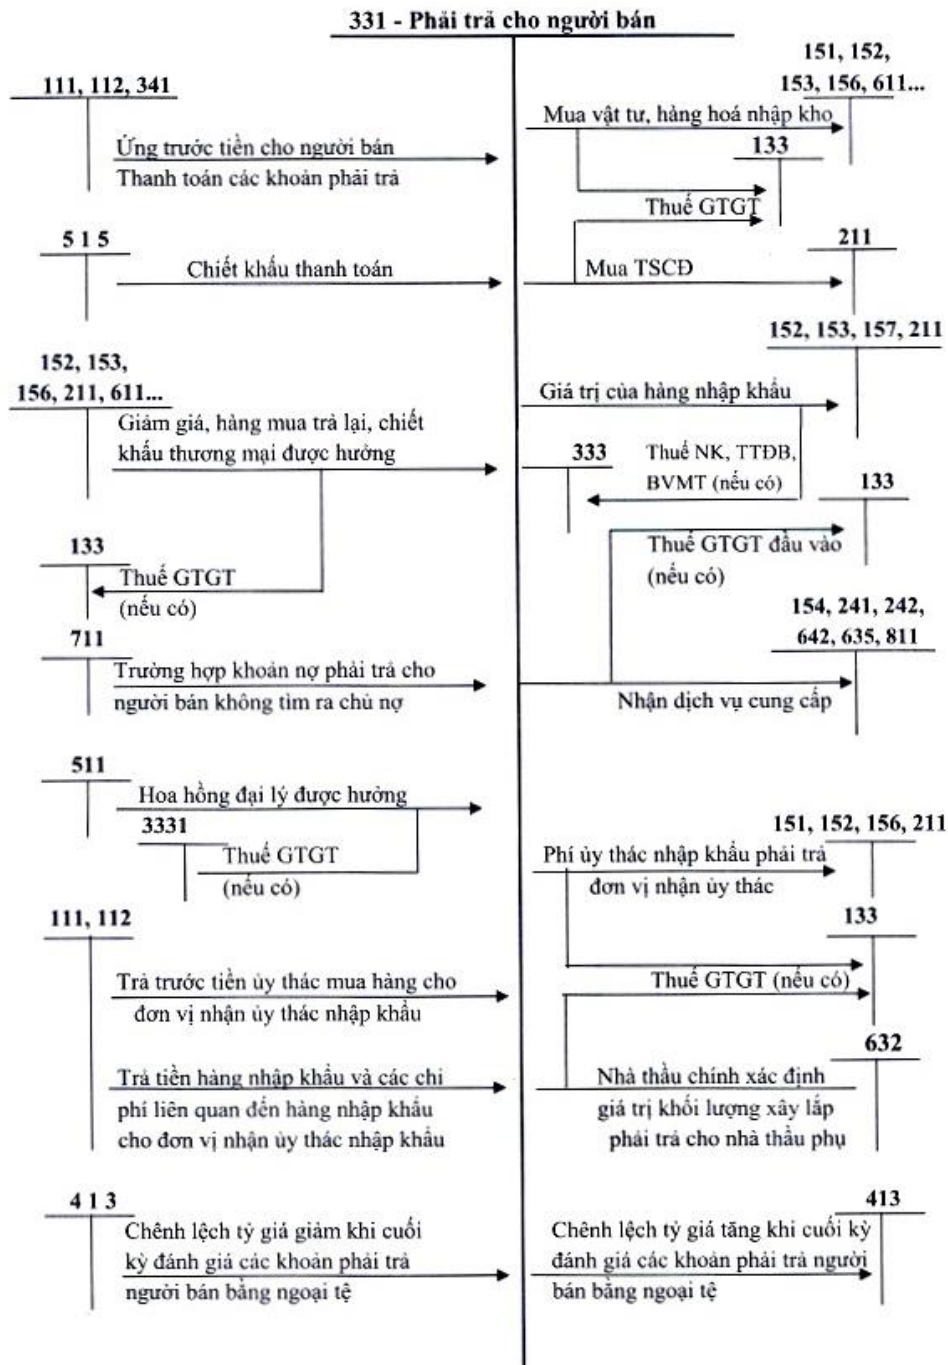 331 - Phải trả cho người bán
111, 112, 341
Ứng trước tiền cho người bán
Thanh toán các khoản phải trả
515
Chiết khấu thanh toán
152, 153,
156, 211, 611...
Giảm giá, hàng mua trả lại, chiết
khấu thương mại được hưởng
133
Thuế GTGT
(nếu có)
711
Trường hợp khoản nợ phải trả cho
người bán không tìm ra chủ nợ
511
Hoa hồng đại lý được hưởng
3331
Thuế GTGT
(nếu có)
111, 112
Trả trước tiền ủy thác mua hàng cho
đơn vị nhận ủy thác nhập khẩu
Trả tiền hàng nhập khẩu và các chi
phí liên quan đến hàng nhập khẩu
cho đơn vị nhận ủy thác nhập khẩu
413
Chênh lệch tỷ giá giảm khi cuối
kỳ đánh giá các khoản phải trả
người bán bằng ngoại tệ
151, 152,
153, 156, 611...
Mua vật tư, hàng hoá nhập kho
133
Thuế GTGT
211
Mua TSCĐ
152, 153, 157, 211
Giá trị của hàng nhập khẩu
333
Thuế NK, TTĐB,
BVMT (nếu có)
133
Thuế GTGT đầu vào
(nếu có)
154, 241, 242,
642, 635, 811
Nhận dịch vụ cung cấp
151, 152, 156, 211
Phí ủy thác nhập khẩu phải trả
đơn vị nhận ủy thác
133
Thuế GTGT (nếu có)
632
Nhà thầu chính xác định
giá trị khối lượng xây lắp
phải trả cho nhà thầu phụ
413
Chênh lệch tỷ giá tăng khi cuối kỳ
đánh giá các khoản phải trả người
bán bằng ngoại tệ